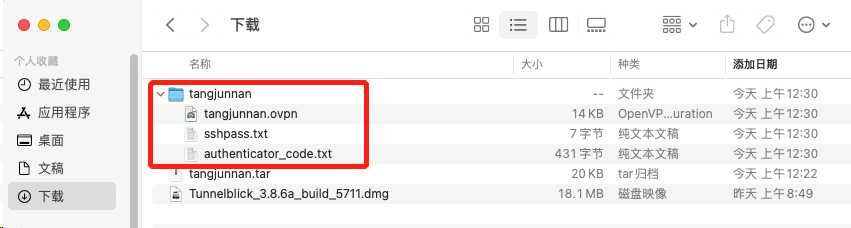 下载
个人收藏
最近使用
应用程序
桌面
文稿
下载
名称 大小 种类 添加日期
tangjunnan -- 文件夹 今天 上午12:30
tangjunnan.ovpn 14 KB OpenVP...uration 今天 上午12:30
sshpass.txt 7 字节 纯文本文稿 今天 上午12:30
authenticator_code.txt 431 字节 纯文本文稿 今天 上午12:30
tangjunnan.tar 20 KB tar归档 今天 上午12:22
Tunnelblick_3.8.6a_build_5711.dmg 18.1 MB 磁盘映像 昨天 上午8:49